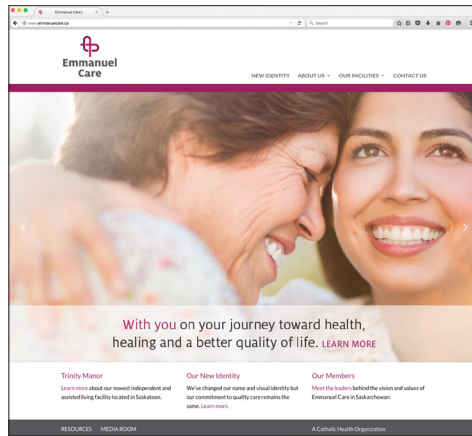 Emmanuel Care
www.emmanuelcare.ca
Search
Emmanuel
Care
NEW IDENTITY ABOUT US OUR FACILITIES CONTACT US
With you on your journey toward health,
healing and a better quality of life. LEARN MORE
Trinity Manor
Learn more about our newest independent and
assisted living facility located in Saskatoon.
Our New Identity
We've changed our name and visual identity but
our commitment to quality care remains the
same. Learn more.
Our Members
Meet the leaders behind the vision and values of
Emmanuel Care in Saskatchewan.
RESOURCES MEDIA ROOM
A Catholic Health Organization